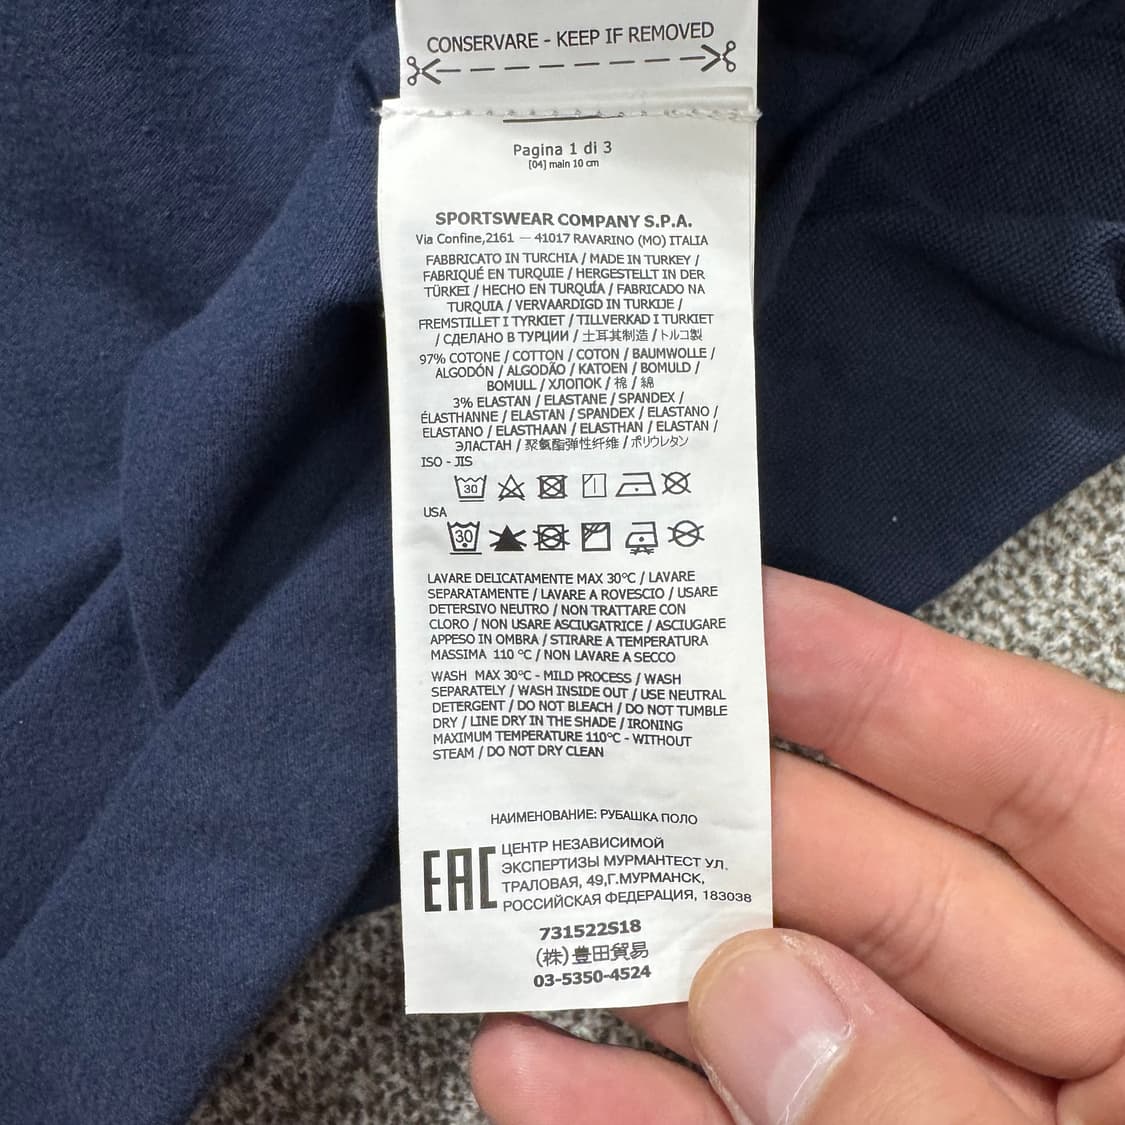 CONSERVARE - KEEP IF REMOVED
Pagina 1 di 3
[04] main 10 cm
SPORTSWEAR COMPANY S.P.A.
Via Confine,2161 — 41017 RAVARINO (MO) ITALIA
FABBRICATO IN TURCHIA / MADE IN TURKEY /
FABRIQUÉ EN TURQUIE / HERGESTELLT IN DER
TÜRKEI / HECHO EN TURQUÍA / FABRICADO NA
TURQUIA / VERVAARDIGD IN TURKIJE /
FREMSTILLET I TYRKIET / TILLVERKAD I TURKIET
/ СДЕЛАНО В ТУРЦИИ / 土耳其制造 / トルコ製
97% COTONE / COTTON / COTON / BAUMWOLLE /
ALGODÓN / ALGODÃO / KATOEN / BOMULD /
BOMULL / ХЛОПОК / 棉 / 綿
3% ELASTAN / ELASTANE / SPANDEX /
ÉLASTHANNE / ELASTAN / SPANDEX / ELASTANO /
ELASTANO / ELASTHAAN / ELASTHAN / ELASTAN /
ЭЛАСТАН / 聚氨酯弹性纤维 / ポリウレタン
ISO - JIS
30
USA
30
LAVARE DELICATAMENTE MAX 30°C / LAVARE
SEPARATAMENTE / LAVARE A ROVESCIO / USARE
DETERSIVO NEUTRO / NON TRATTARE CON
CLORO / NON USARE ASCIUGATRICE / ASCIUGARE
APPESO IN OMBRA / STIRARE A TEMPERATURA
MASSIMA 110 °C / NON LAVARE A SECCO
WASH MAX 30°C - MILD PROCESS / WASH
SEPARATELY / WASH INSIDE OUT / USE NEUTRAL
DETERGENT / DO NOT BLEACH / DO NOT TUMBLE
DRY / LINE DRY IN THE SHADE / IRONING
MAXIMUM TEMPERATURE 110°C - WITHOUT
STEAM / DO NOT DRY CLEAN
НАИМЕНОВАНИЕ: РУБАШКА ПОЛО
EAC
ЦЕНТР НЕЗАВИСИМОЙ
ЭКСПЕРТИЗЫ МУРМАНТЕСТ УЛ.
ТРАЛОВАЯ, 49,Г.МУРМАНСК,
РОССИЙСКАЯ ФЕДЕРАЦИЯ, 183038
731522S18
(株)豊田貿易
03-5350-4524